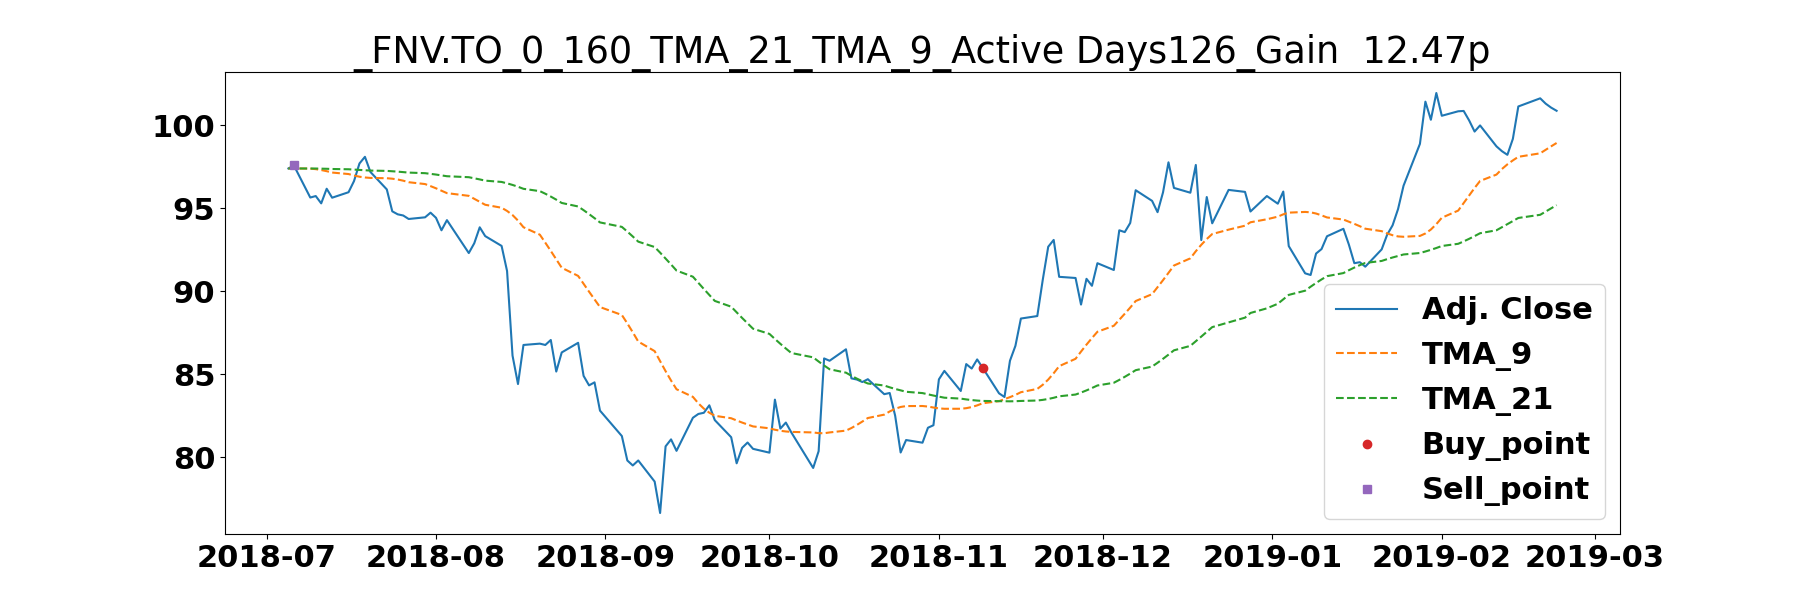 _FNV.TO_0_160_TMA_21_TMA_9_Active Days126_Gain  12.47p
100
95
90
85
80
Adj. Close
TMA_9
TMA_21
Buy_point
Sell_point
2018-07 2018-08 2018-09 2018-10 2018-11 2018-12 2019-01 2019-02 2019-03